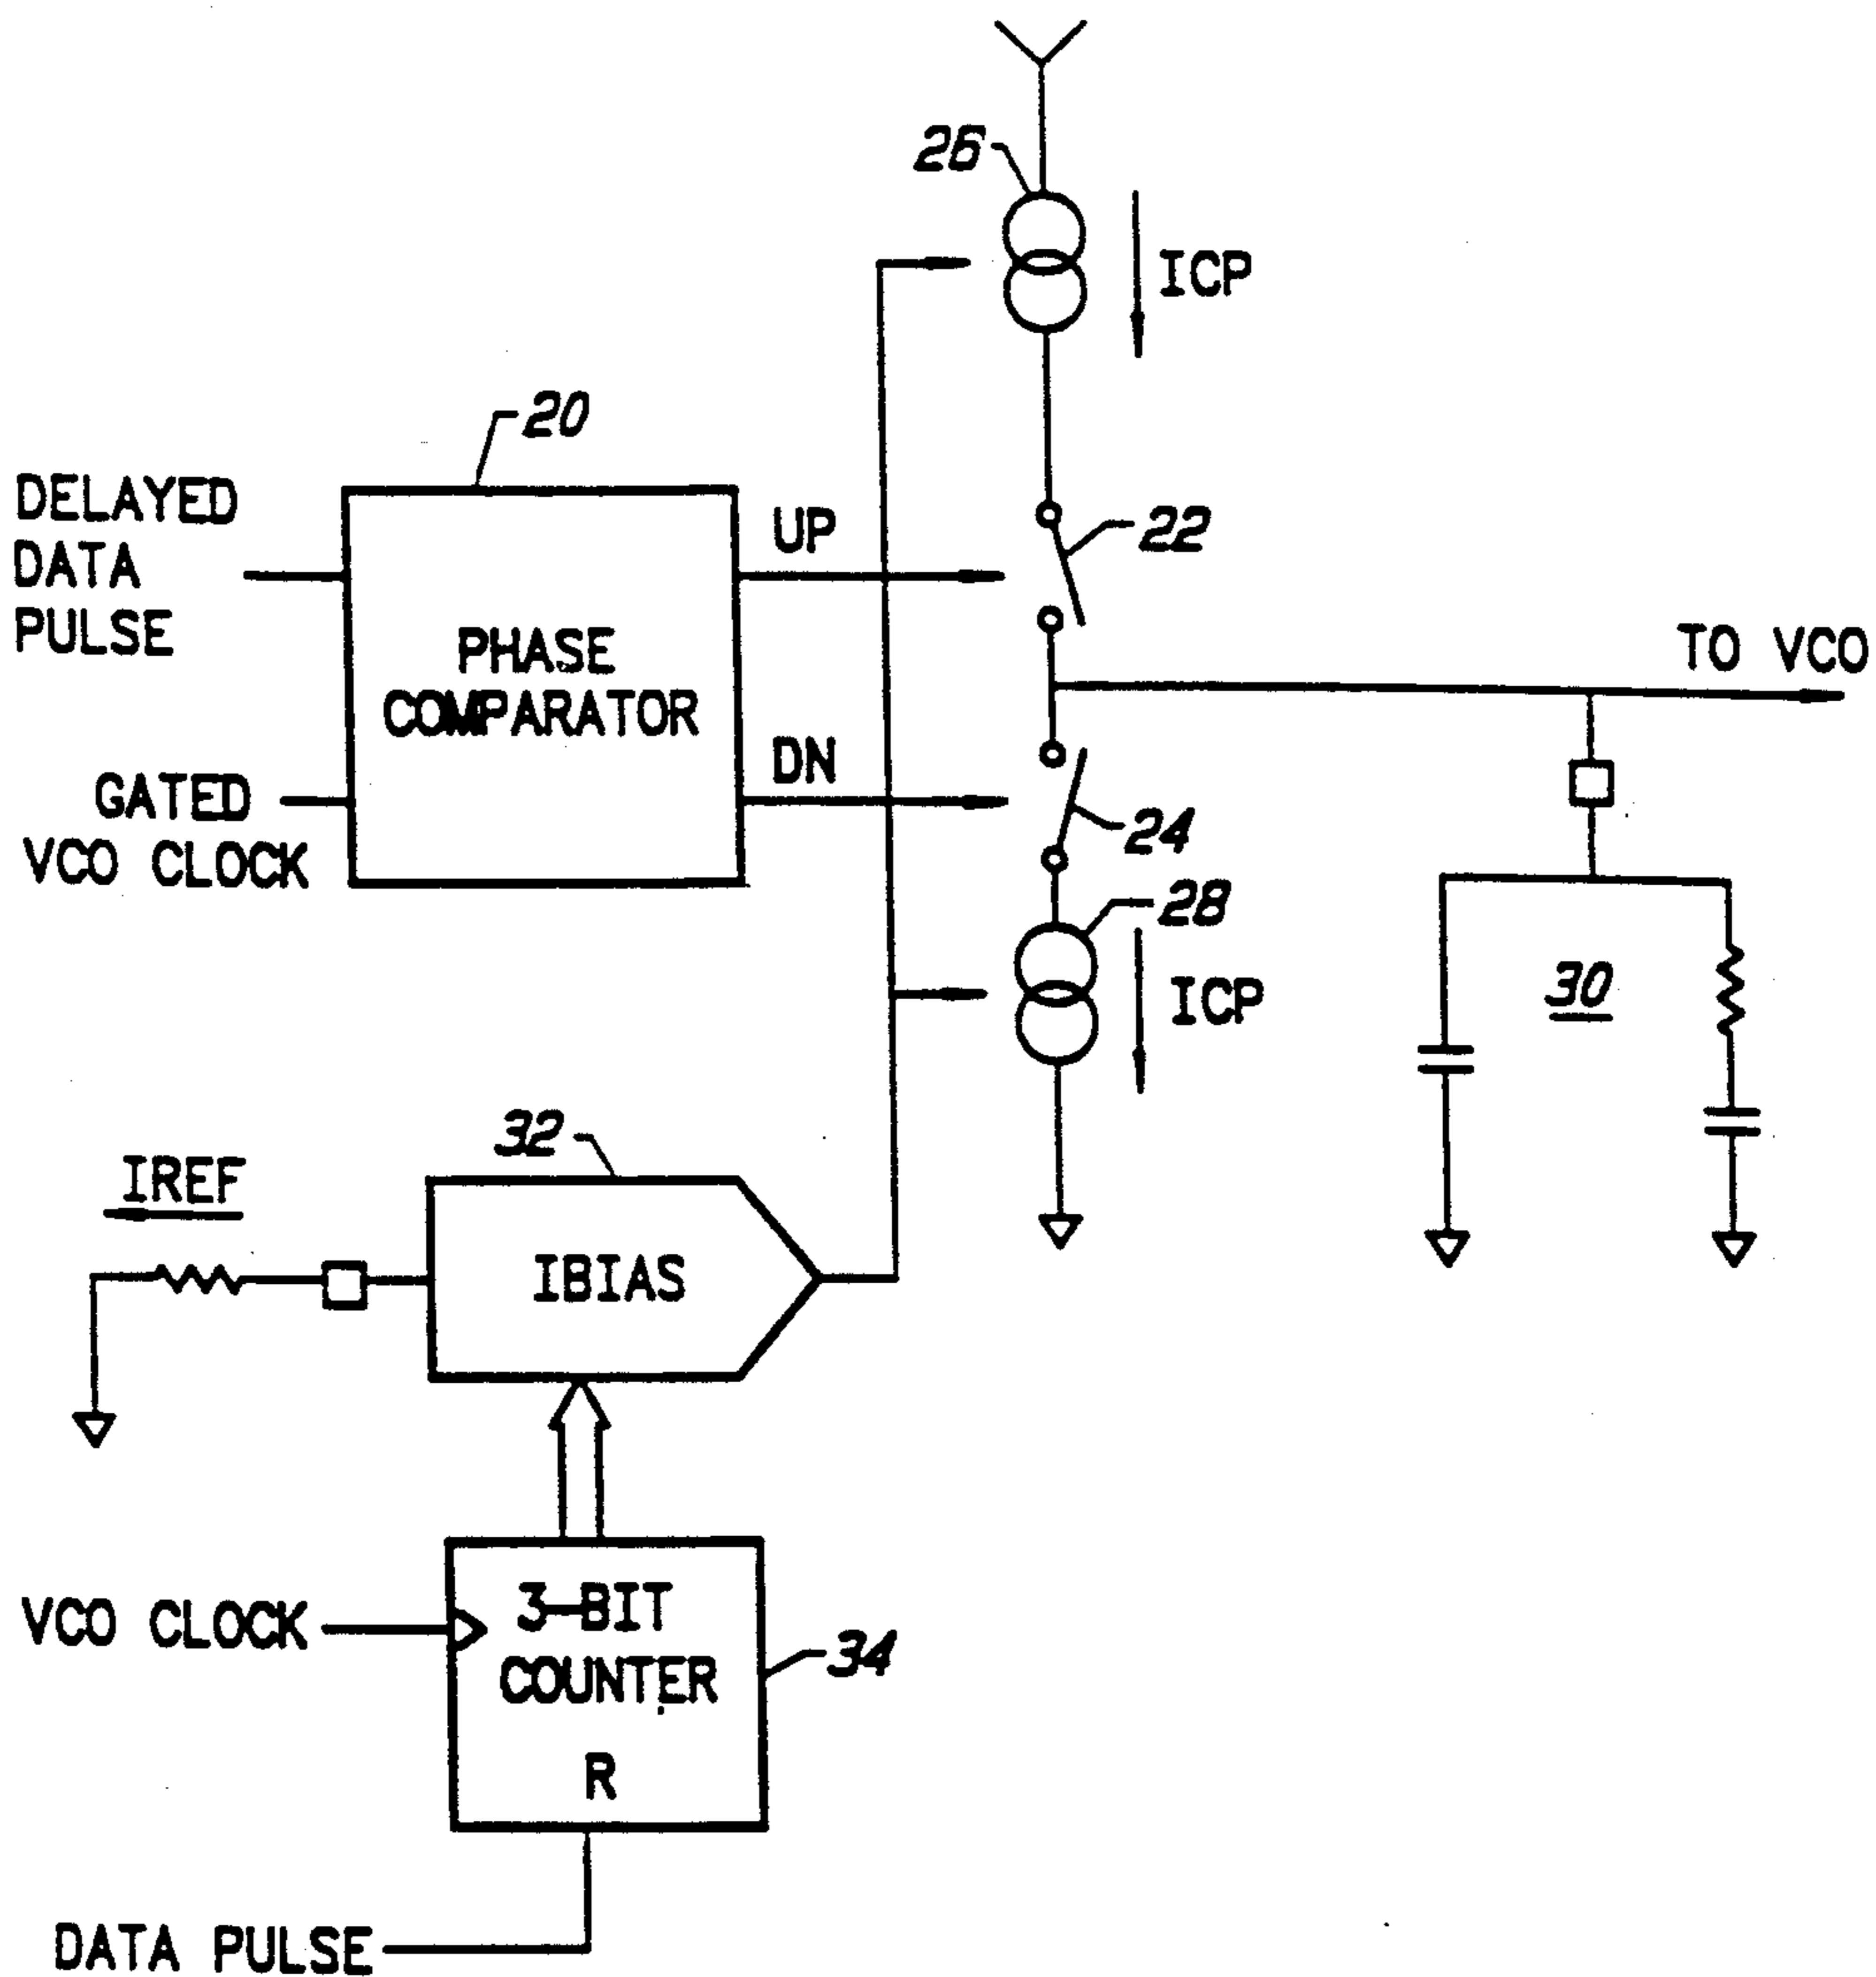 26
ICP
20
DELAYED
DATA
PULSE
UP
22
PHASE
COMPARATOR
TO VCO
DN
GATED
VCO CLOCK
24
28
ICP
30
32
IREF
IBIAS
VCO CLOCK
3-BIT
COUNTER
34
R
DATA PULSE